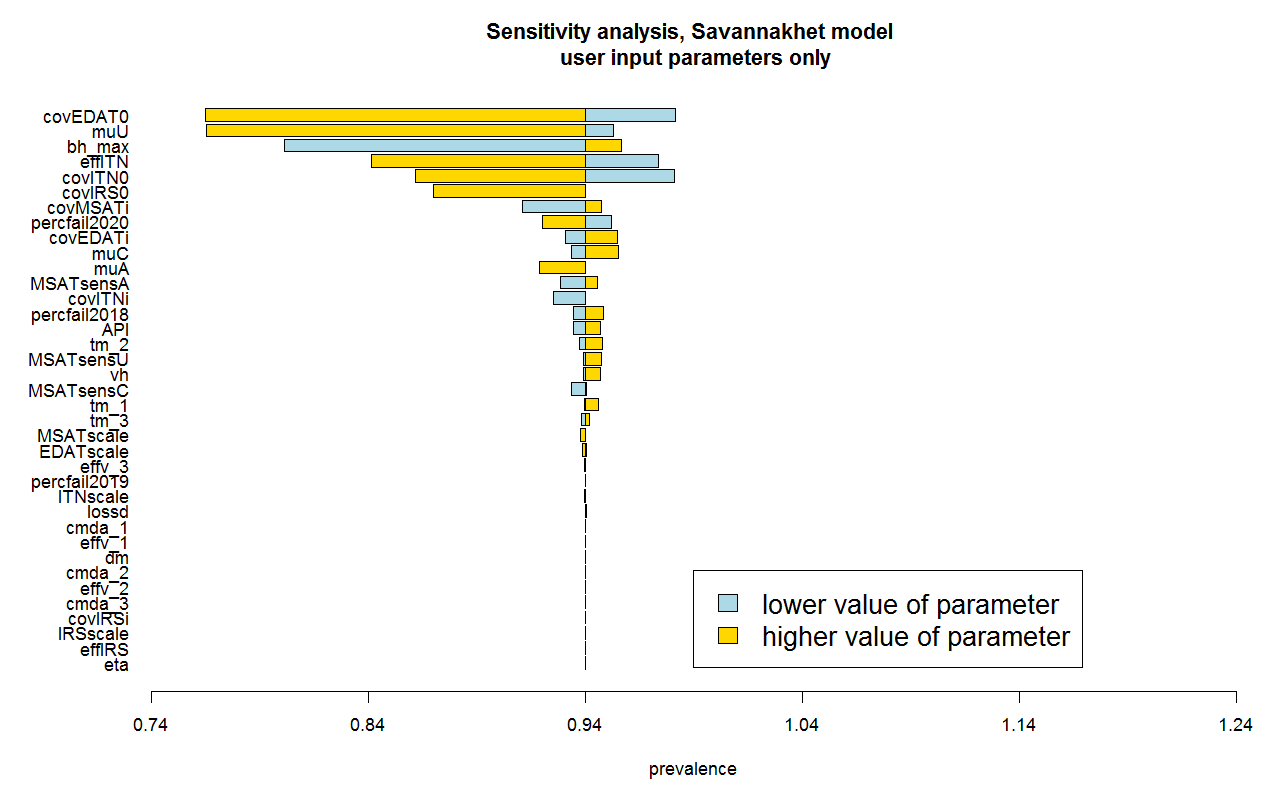 Sensitivity analysis, Savannakhet model
user input parameters only
covEDAT0
muU
bh_max
effITN
covITN0
covIRS0
covMSATi
percfail2020
covEDATi
muC
muA
MSATsensA
covITNi
percfail2018
API
tm_2
MSATsensU
vh
MSATsensC
tm_1
tm_3
MSATscale
EDATscale
effv_3
percfail2019
ITNscale
lossd
cmda_1
effv_1
dm
cmda_2
effv_2
cmda_3
covIRSi
IRSscale
effIRS
eta
lower value of parameter
higher value of parameter
0.74 0.84 0.94 1.04 1.14 1.24
prevalence